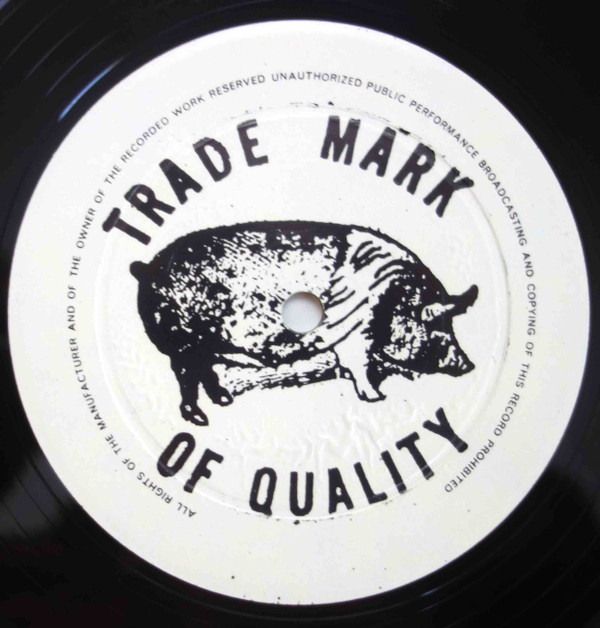 ALL RIGHTS OF THE MANUFACTURER AND OF THE OWNER OF THE RECORDED WORK RESERVED UNAUTHORIZED PUBLIC PERFORMANCE BROADCASTING AND COPYING OF THIS RECORD PROHIBITED
TRADE MARK
OF QUALITY